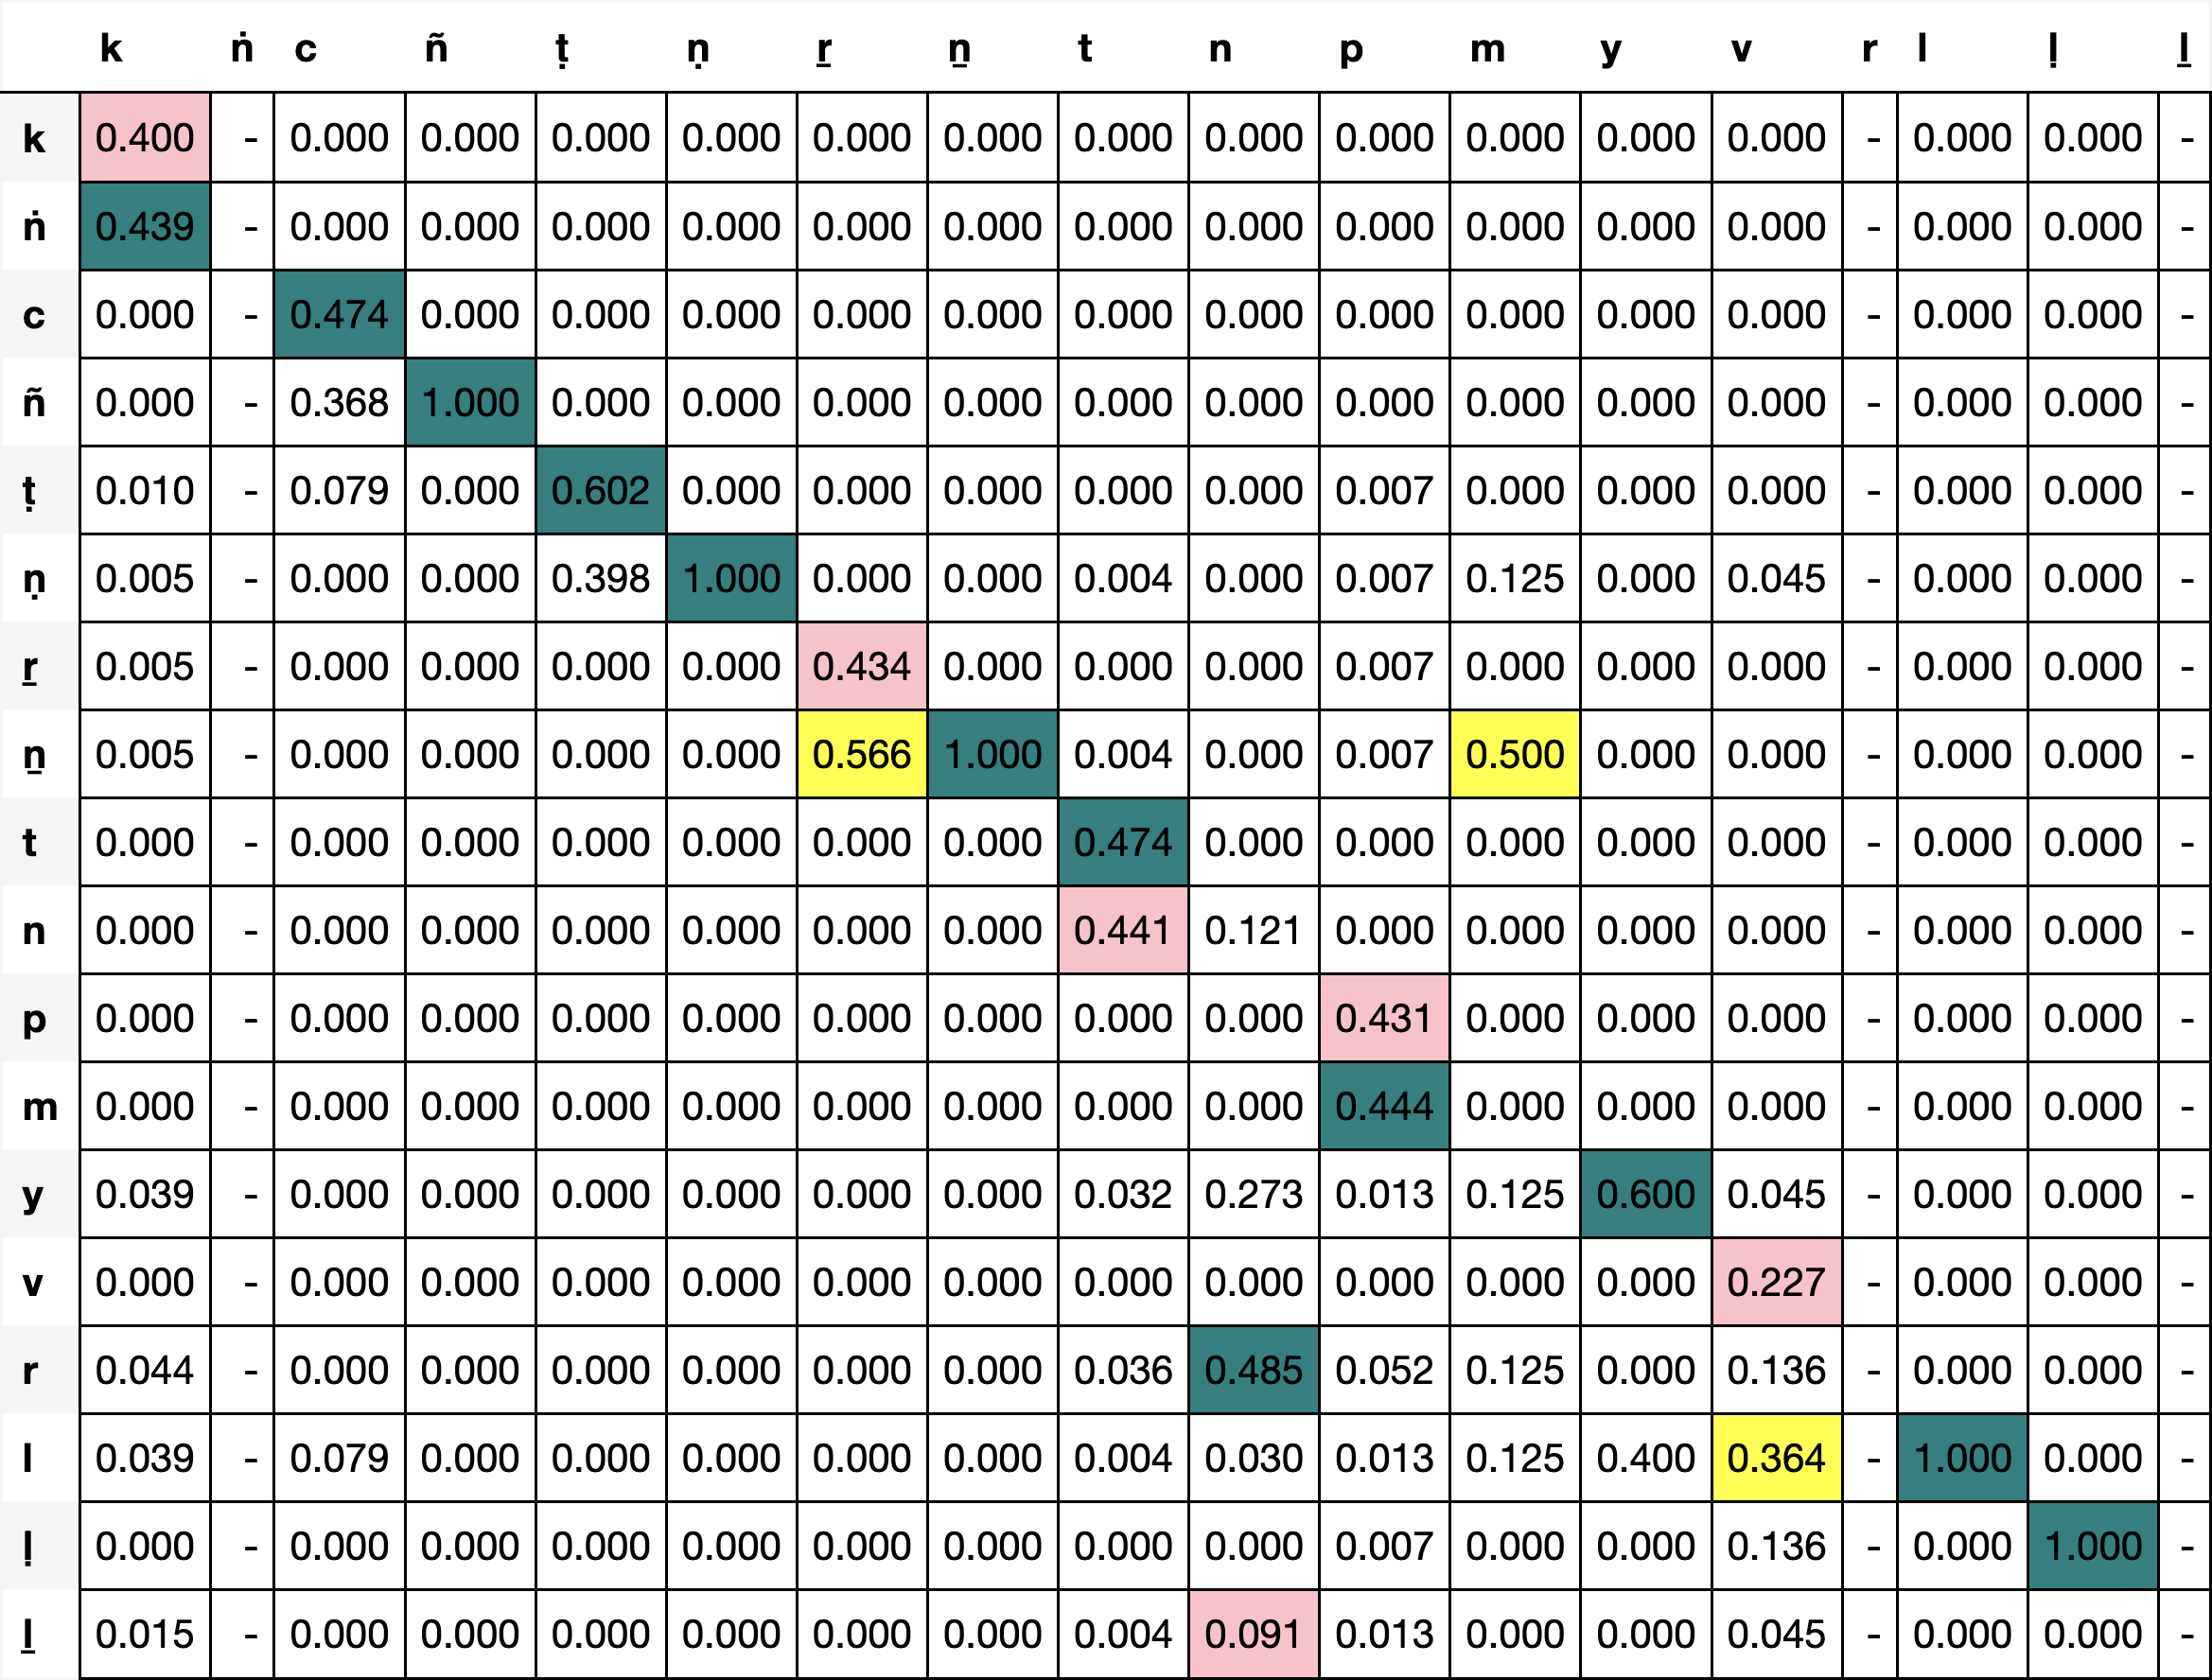 k ṅ c ñ ṭ ṇ ṟ ṉ t n p m y v r l ḷ ḻ
k 0.400 - 0.000 0.000 0.000 0.000 0.000 0.000 0.000 0.000 0.000 0.000 0.000 0.000 - 0.000 0.000 -
ṅ 0.439 - 0.000 0.000 0.000 0.000 0.000 0.000 0.000 0.000 0.000 0.000 0.000 0.000 - 0.000 0.000 -
c 0.000 - 0.474 0.000 0.000 0.000 0.000 0.000 0.000 0.000 0.000 0.000 0.000 0.000 - 0.000 0.000 -
ñ 0.000 - 0.368 1.000 0.000 0.000 0.000 0.000 0.000 0.000 0.000 0.000 0.000 0.000 - 0.000 0.000 -
ṭ 0.010 - 0.079 0.000 0.602 0.000 0.000 0.000 0.000 0.000 0.007 0.000 0.000 0.000 - 0.000 0.000 -
ṇ 0.005 - 0.000 0.000 0.398 1.000 0.000 0.000 0.004 0.000 0.007 0.125 0.000 0.045 - 0.000 0.000 -
ṟ 0.005 - 0.000 0.000 0.000 0.000 0.434 0.000 0.000 0.000 0.007 0.000 0.000 0.000 - 0.000 0.000 -
ṉ 0.005 - 0.000 0.000 0.000 0.000 0.566 1.000 0.004 0.000 0.007 0.500 0.000 0.000 - 0.000 0.000 -
t 0.000 - 0.000 0.000 0.000 0.000 0.000 0.000 0.474 0.000 0.000 0.000 0.000 0.000 - 0.000 0.000 -
n 0.000 - 0.000 0.000 0.000 0.000 0.000 0.000 0.441 0.121 0.000 0.000 0.000 0.000 - 0.000 0.000 -
p 0.000 - 0.000 0.000 0.000 0.000 0.000 0.000 0.000 0.000 0.431 0.000 0.000 0.000 - 0.000 0.000 -
m 0.000 - 0.000 0.000 0.000 0.000 0.000 0.000 0.000 0.000 0.444 0.000 0.000 0.000 - 0.000 0.000 -
y 0.039 - 0.000 0.000 0.000 0.000 0.000 0.000 0.032 0.273 0.013 0.125 0.600 0.045 - 0.000 0.000 -
v 0.000 - 0.000 0.000 0.000 0.000 0.000 0.000 0.000 0.000 0.000 0.000 0.000 0.227 - 0.000 0.000 -
r 0.044 - 0.000 0.000 0.000 0.000 0.000 0.000 0.036 0.485 0.052 0.125 0.000 0.136 - 0.000 0.000 -
l 0.039 - 0.079 0.000 0.000 0.000 0.000 0.000 0.004 0.030 0.013 0.125 0.400 0.364 - 1.000 0.000 -
ḷ 0.000 - 0.000 0.000 0.000 0.000 0.000 0.000 0.000 0.000 0.007 0.000 0.000 0.136 - 0.000 1.000 -
ḻ 0.015 - 0.000 0.000 0.000 0.000 0.000 0.000 0.004 0.091 0.013 0.000 0.000 0.045 - 0.000 0.000 -